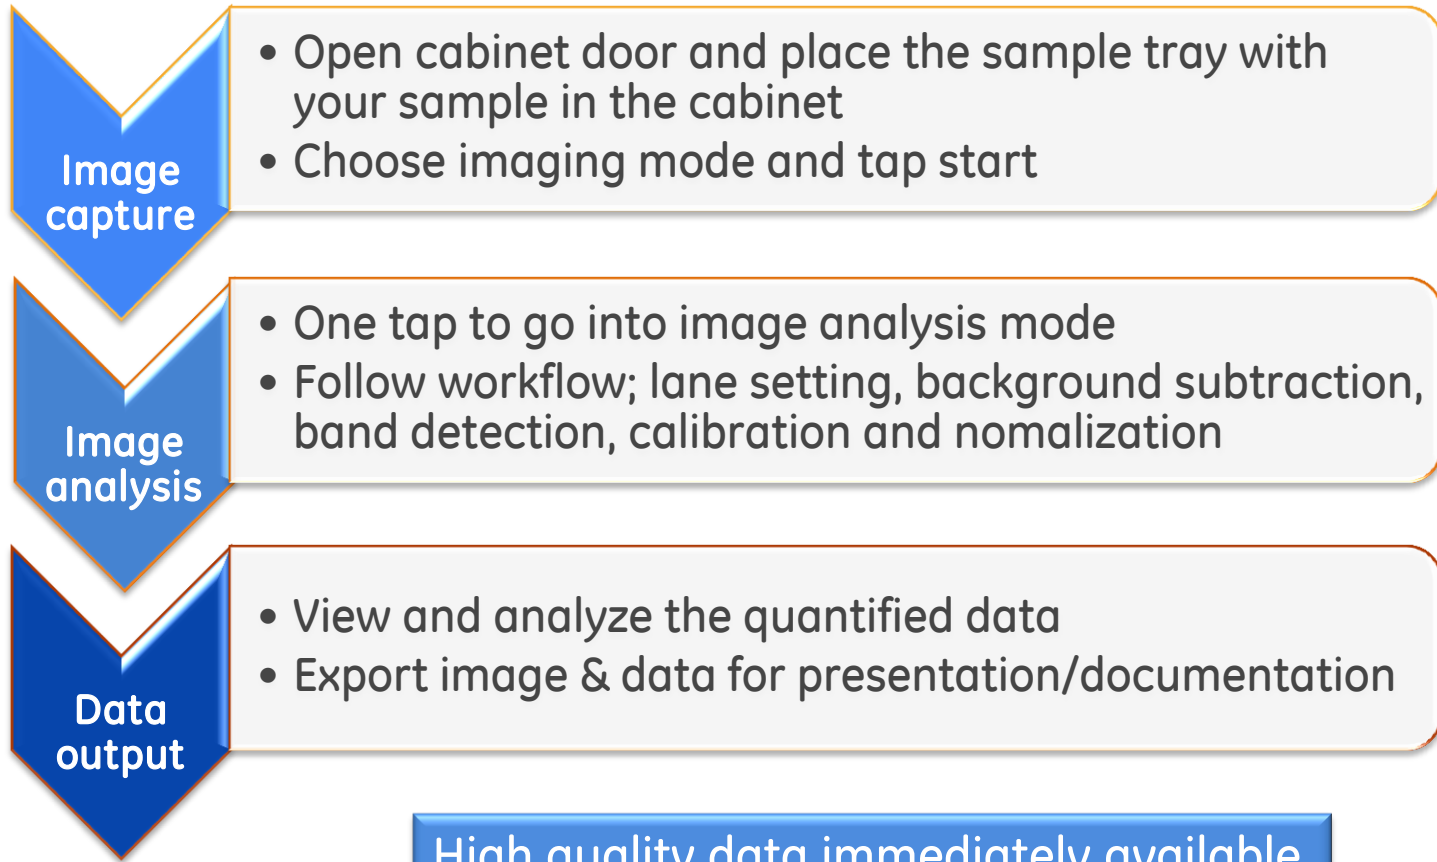 Image
capture
• Open cabinet door and place the sample tray with
your sample in the cabinet
• Choose imaging mode and tap start
Image
analysis
• One tap to go into image analysis mode
• Follow workflow; lane setting, background subtraction,
band detection, calibration and nomalization
Data
output
• View and analyze the quantified data
• Export image & data for presentation/documentation
High quality data immediately available